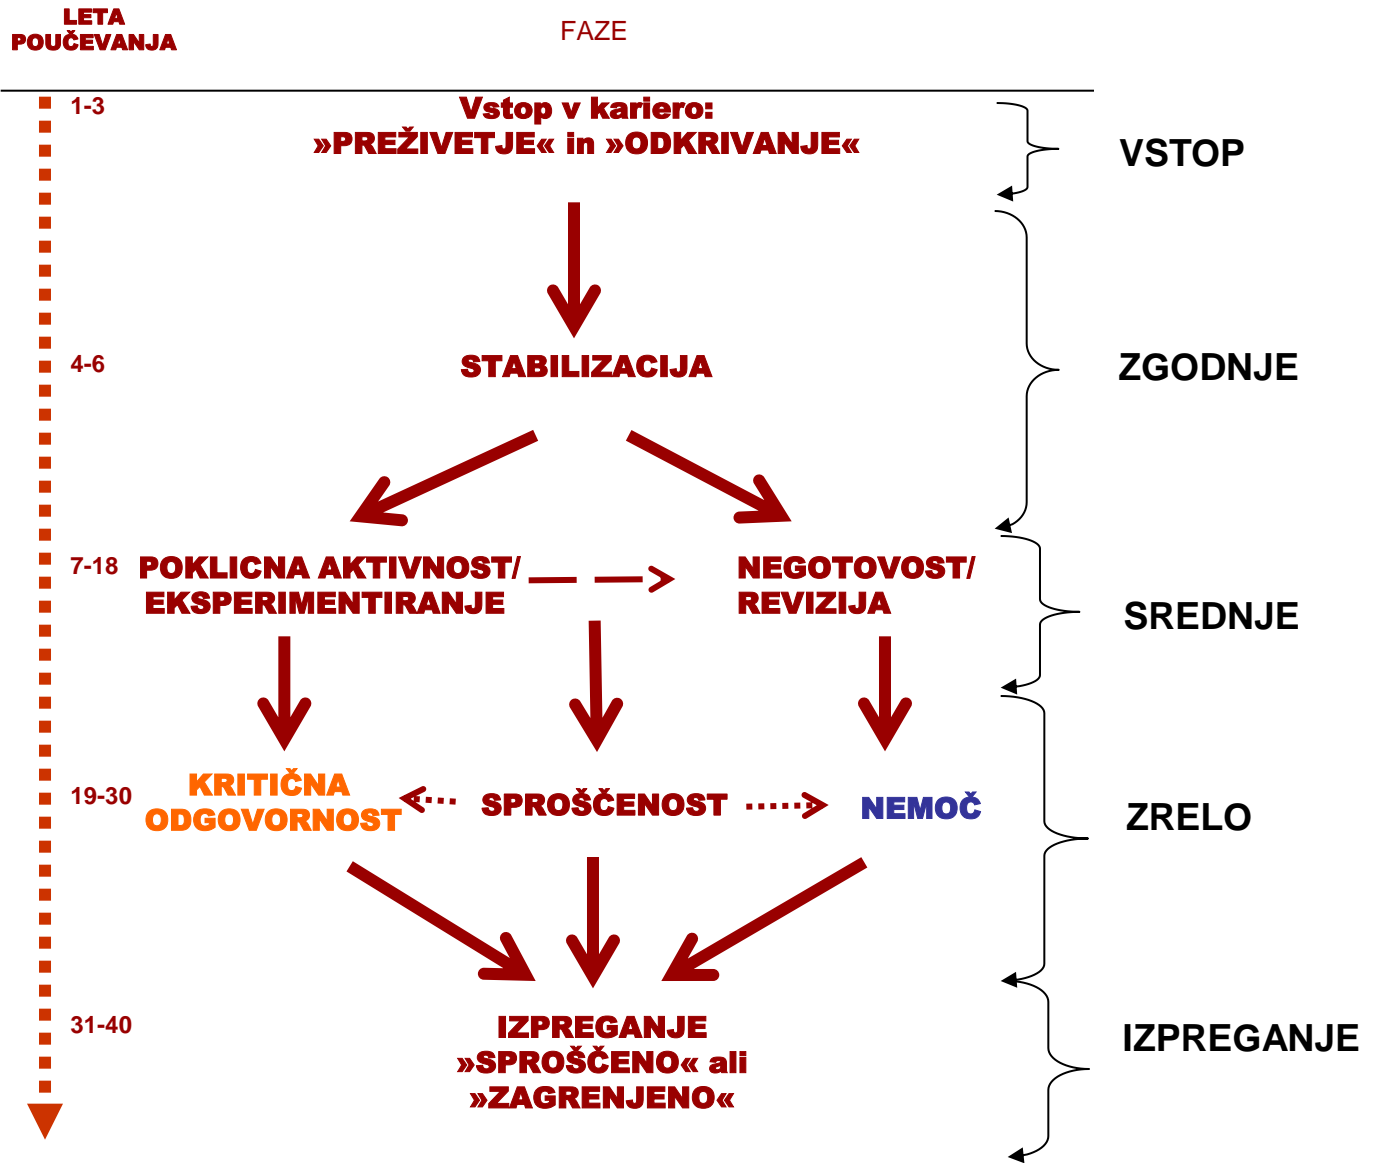 LETA
POUČEVANJA
FAZE
1-3
Vstop v kariero:
»PREŽIVETJE« in »ODKRIVANJE«
VSTOP
4-6
STABILIZACIJA
ZGODNJE
7-18
POKLICNA AKTIVNOST/
EKSPERIMENTIRANJE
NEGOTOVOST/
REVIZIJA
SREDNJE
19-30
KRITIČNA
ODGOVORNOST
SPROŠČENOST
NEMOČ
ZRELO
31-40
IZPREGANJE
»SPROŠČENO« ali
»ZAGRENJENO«
IZPREGANJE